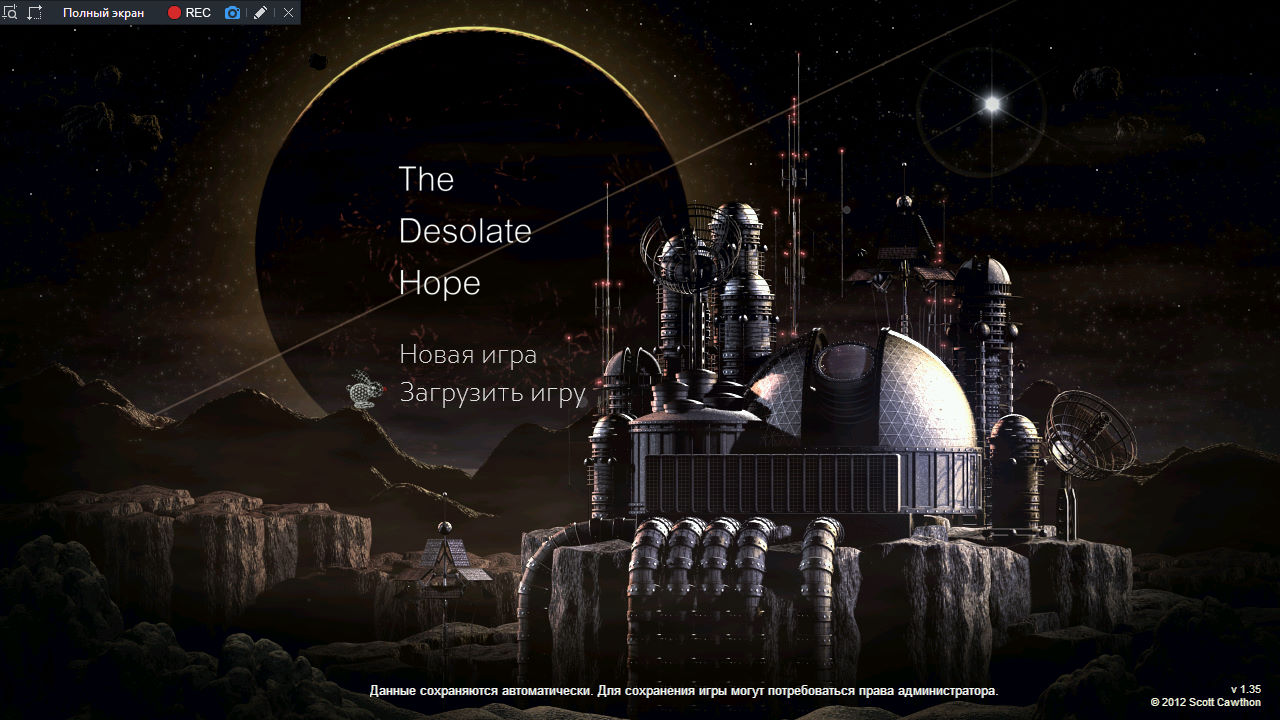 Полный экран
REC
The
Desolate
Hope
Новая игра
Загрузить игру
Данные сохраняются автоматически. Для сохранения игры могут потребоваться права администратора.
v 1.35
© 2012 Scott Cawthon